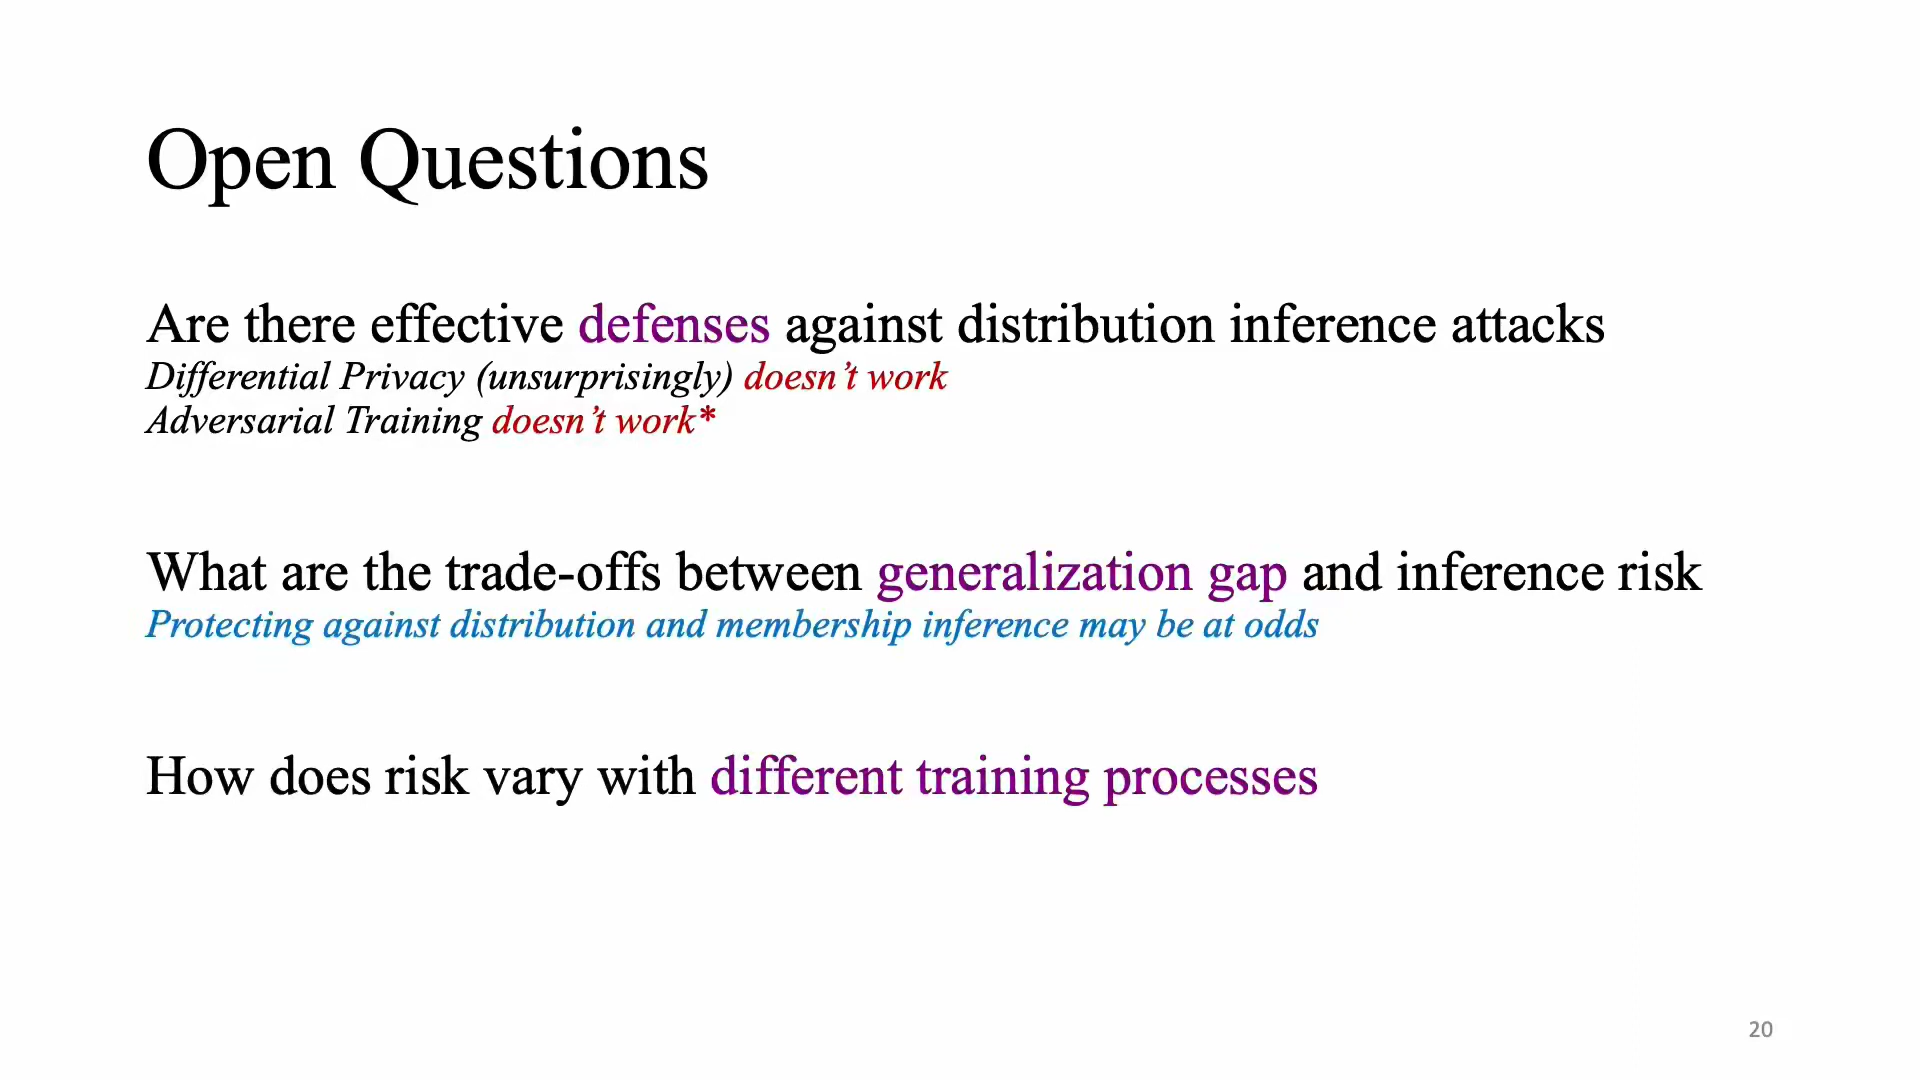 Open Questions
Are there effective defenses against distribution inference attacks
Differential Privacy (unsurprisingly) doesn’t work
Adversarial Training doesn’t work*
What are the trade-offs between generalization gap and inference risk
Protecting against distribution and membership inference may be at odds
How does risk vary with different training processes
20